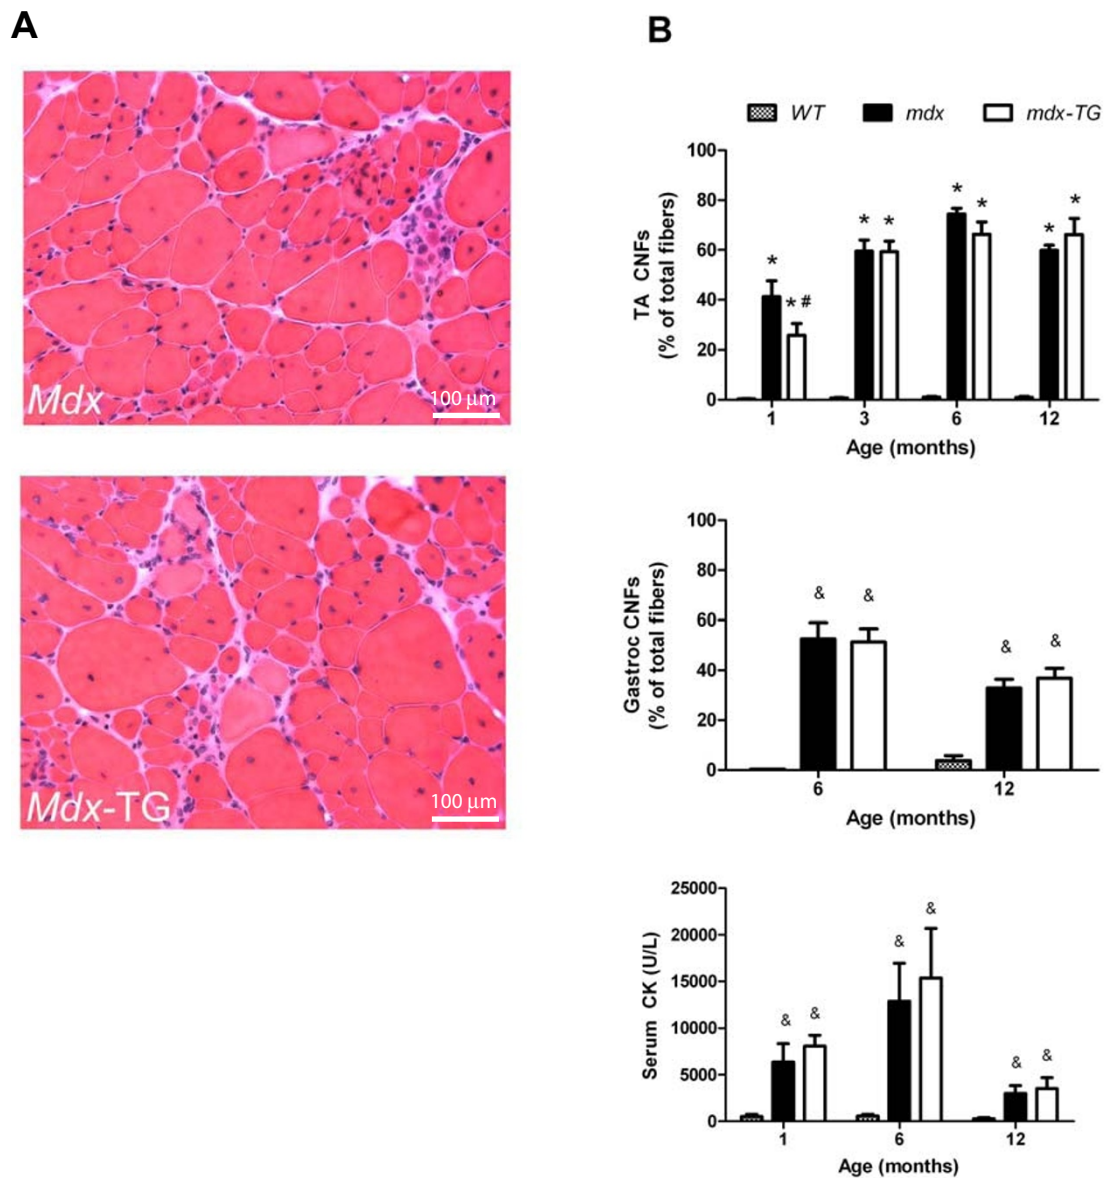 A
Mdx
100 µm
Mdx-TG
100 µm
B
WT mdx mdx-TG
TA CNFs
(% of total fibers)
100
80
60
40
20
0
*
* #
* *
* *
* *
1 3 6 12
Age (months)
Gastroc CNFs
(% of total fibers)
100
80
60
40
20
0
& &
& &
6 12
Age (months)
Serum CK (U/L)
25000
20000
15000
10000
5000
0
& &
& &
& &
1 6 12
Age (months)